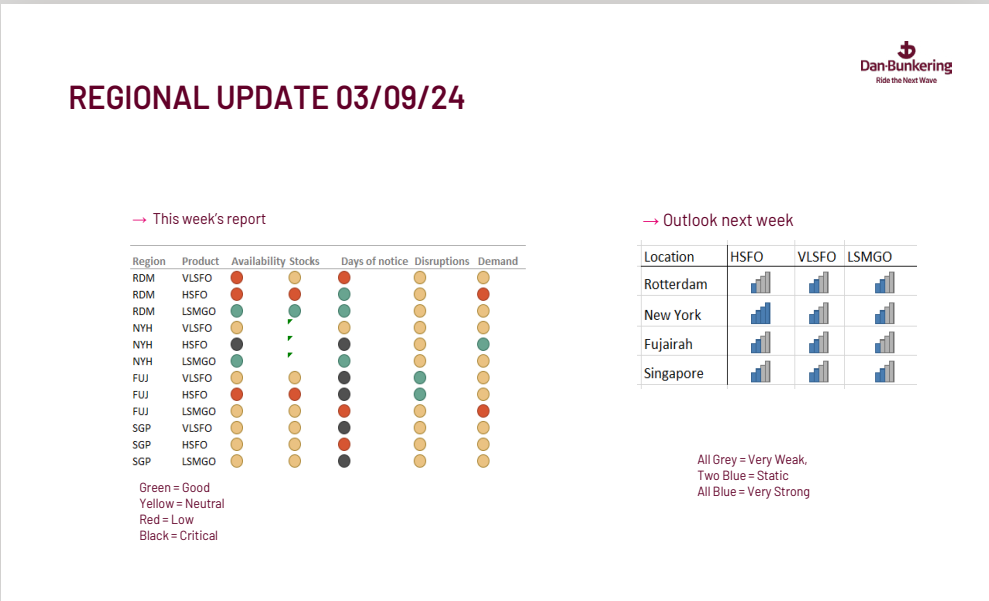 Dan-Bunkering
Ride the Next Wave
REGIONAL UPDATE 03/09/24
→ This week's report
Region Product Availability Stocks Days of notice Disruptions Demand
RDM VLSFO
RDM HSFO
RDM LSMGO
NYH VLSFO
NYH HSFO
NYH LSMGO
FUJ VLSFO
FUJ HSFO
FUJ LSMGO
SGP VLSFO
SGP HSFO
SGP LSMGO
Green = Good
Yellow = Neutral
Red = Low
Black = Critical
→ Outlook next week
Location HSFO VLSFO LSMGO
Rotterdam
New York
Fujairah
Singapore
All Grey = Very Weak,
Two Blue = Static
All Blue = Very Strong